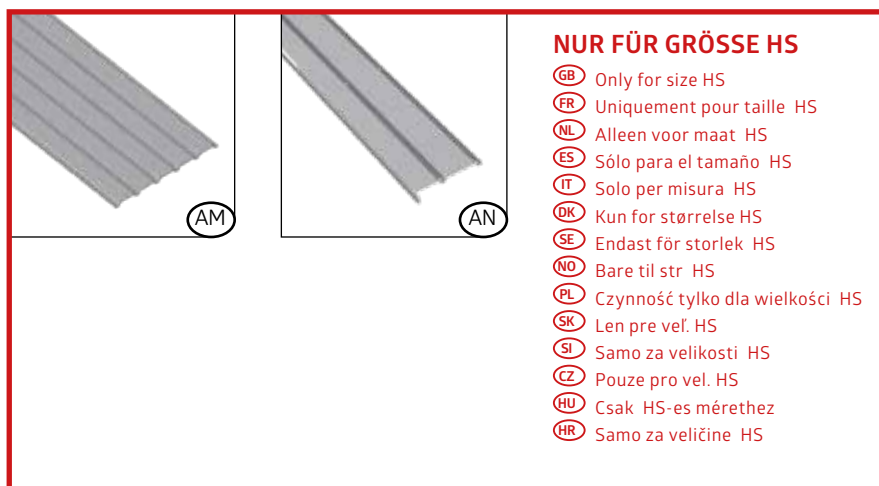 AM
AN
NUR FÜR GRÖSSE HS
GB Only for size HS
FR Uniquement pour taille HS
NL Alleen voor maat HS
ES Sólo para el tamaño HS
IT Solo per misura HS
DK Kun for størrelse HS
SE Endast för storlek HS
NO Bare til str HS
PL Czynność tylko dla wielkości HS
SK Len pre veľ. HS
SI Samo za velikosti HS
CZ Pouze pro vel. HS
HU Csak HS-es mérethez
HR Samo za veličine HS